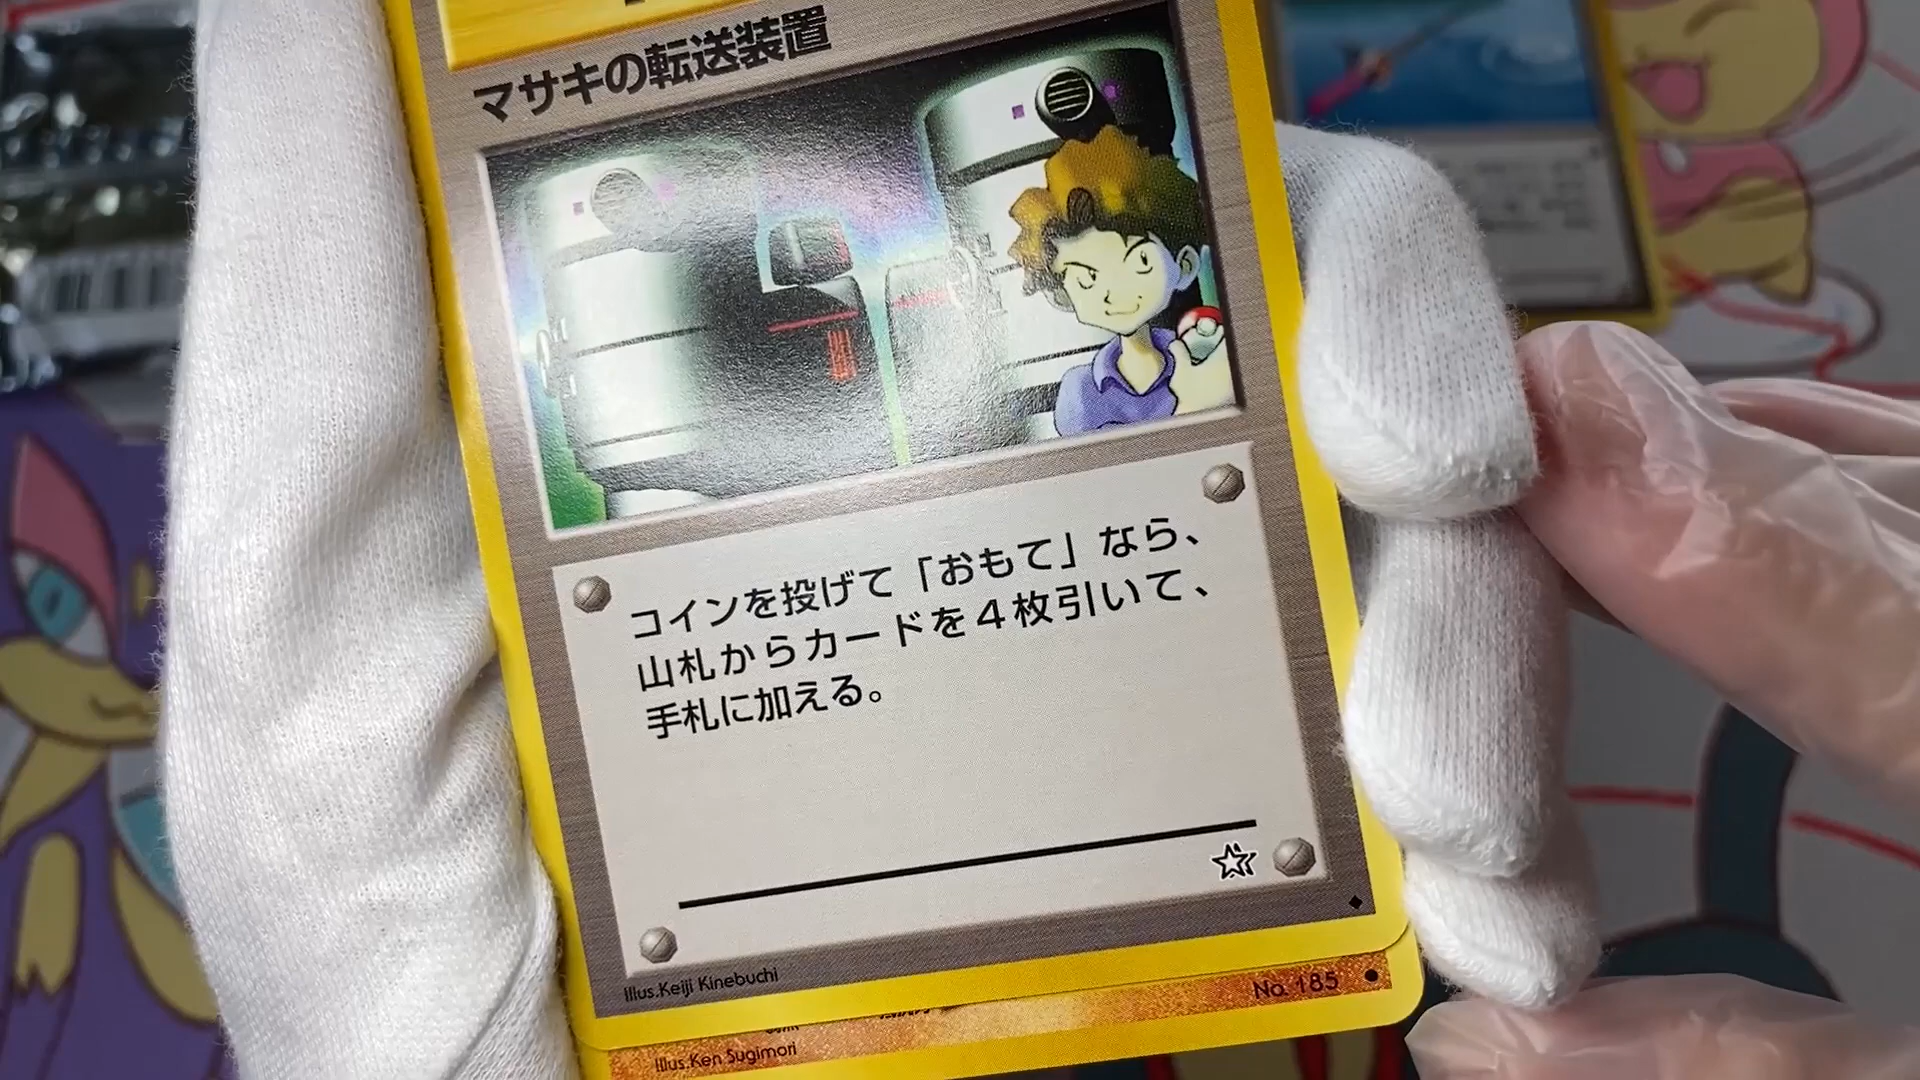 マサキの転送装置
コインを投げて「おもて」なら、
山札からカードを4枚引いて、
手札に加える。
Illus.Keiji Kinebuchi
No. 185
Illus.Ken Sugimori